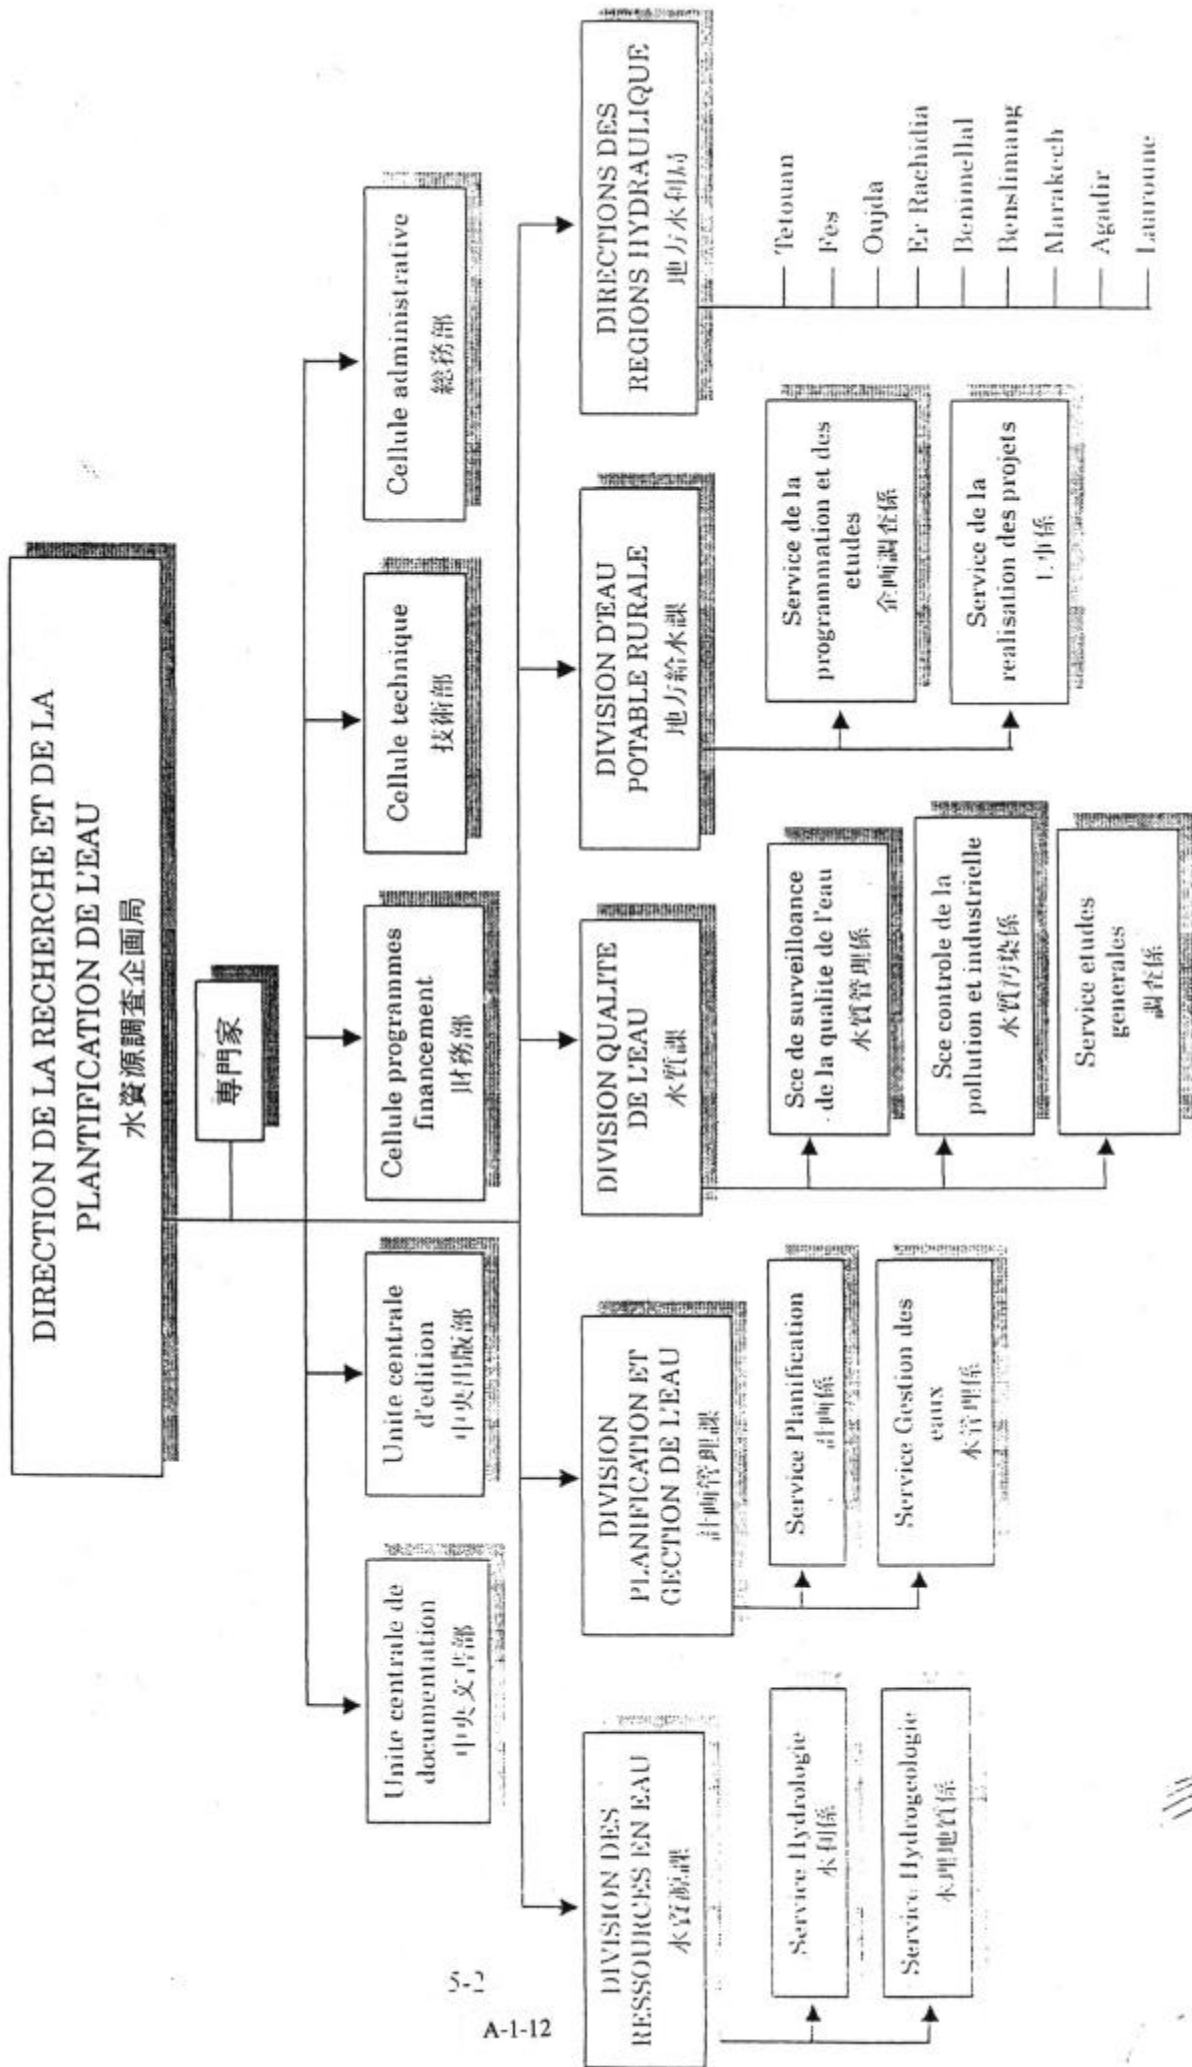 DIRECTION DE LA RECHERCHE ET DE LA
PLANTIFICATION DE L'EAU
水資源調査企画局
専門家
Unite centrale de
documentation
中央文書部
Unite centrale
d'edition
中央出版部
Cellule programmes
financement
財務部
Cellule technique
技術部
Cellule administrative
総務部
DIVISION DES
RESSOURCES EN EAU
水資源課
Service Hydrologie
水利係
Service Hydrogeologie
水理地質係
DIVISION
PLANIFICATION ET
GECTION DE L'EAU
計画管理課
Service Planification
計画係
Service Gestion des
eaux
水管理係
DIVISION QUALITE
DE L'EAU
水質課
Sce de surveillance
de la qualite de l'eau
水質管理係
Sce controle de la
pollution et industrielle
水質汚染係
Service etudes
generales
調査係
DIVISION D'EAU
POTABLE RURALE
地方給水課
Service de la
programmation et des
etudes
企画調査係
Service de la
realisation des projets
工事係
DIRECTIONS DES
REGIONS HYDRAULIQUE
地方水利局
Tetouan
Fes
Oujda
Er Rachidia
Benimellal
Benslimang
Marakech
Agadir
Laaroune
5-2
A-1-12